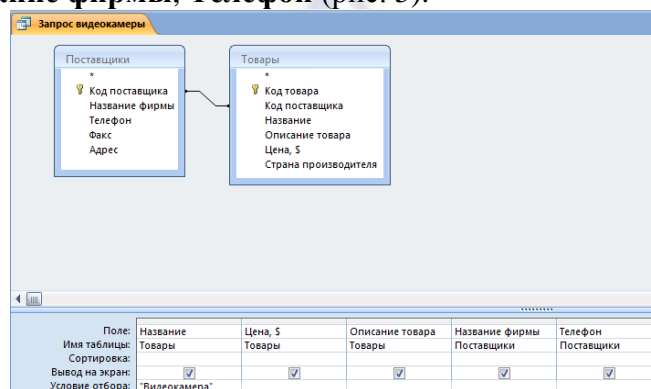 ние фирмы, Телефон (рис. 3).
Запрос видеокамеры
Поставщики
*
Код поставщика
Название фирмы
Телефон
Факс
Адрес
Товары
*
Код товара
Код поставщика
Название
Описание товара
Цена, $
Страна производителя
Поле: Название Цена, $ Описание товара Название фирмы Телефон
Имя таблицы: Товары Товары Товары Поставщики Поставщики
Сортировка:
Вывод на экран:
Условие отбора: "Видеокамера"